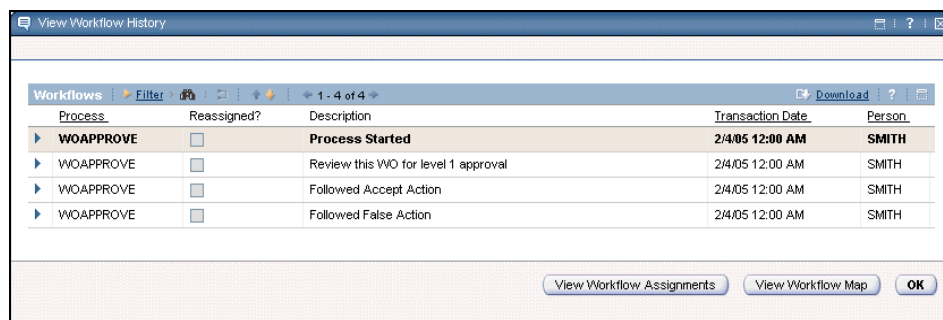 View Workflow History ?
Workflows Filter 1 - 4 of 4 Download ?
Process Reassigned? Description Transaction Date Person
WOAPPROVE Process Started 2/4/05 12:00 AM SMITH
WOAPPROVE Review this WO for level 1 approval 2/4/05 12:00 AM SMITH
WOAPPROVE Followed Accept Action 2/4/05 12:00 AM SMITH
WOAPPROVE Followed False Action 2/4/05 12:00 AM SMITH
View Workflow Assignments View Workflow Map OK